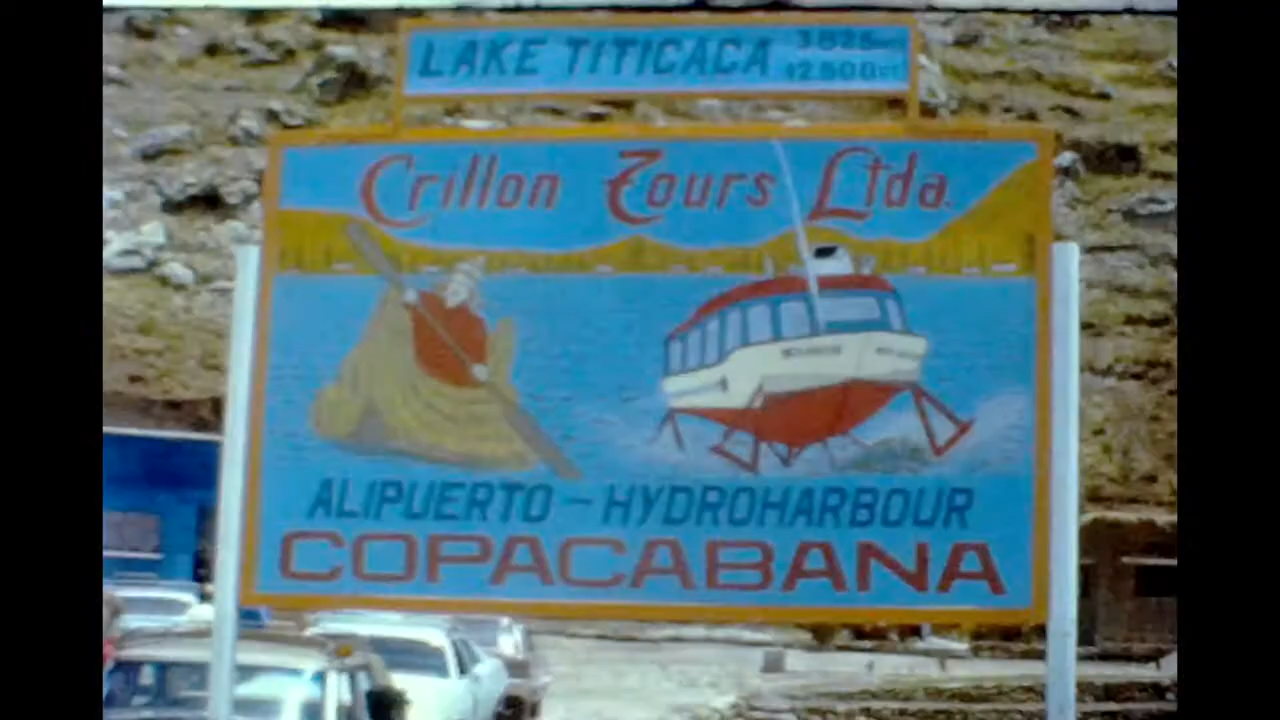 LAKE TITICACA
Crillon Tours Ltda.
ALIPUERTO - HYDROHARBOUR
COPACABANA